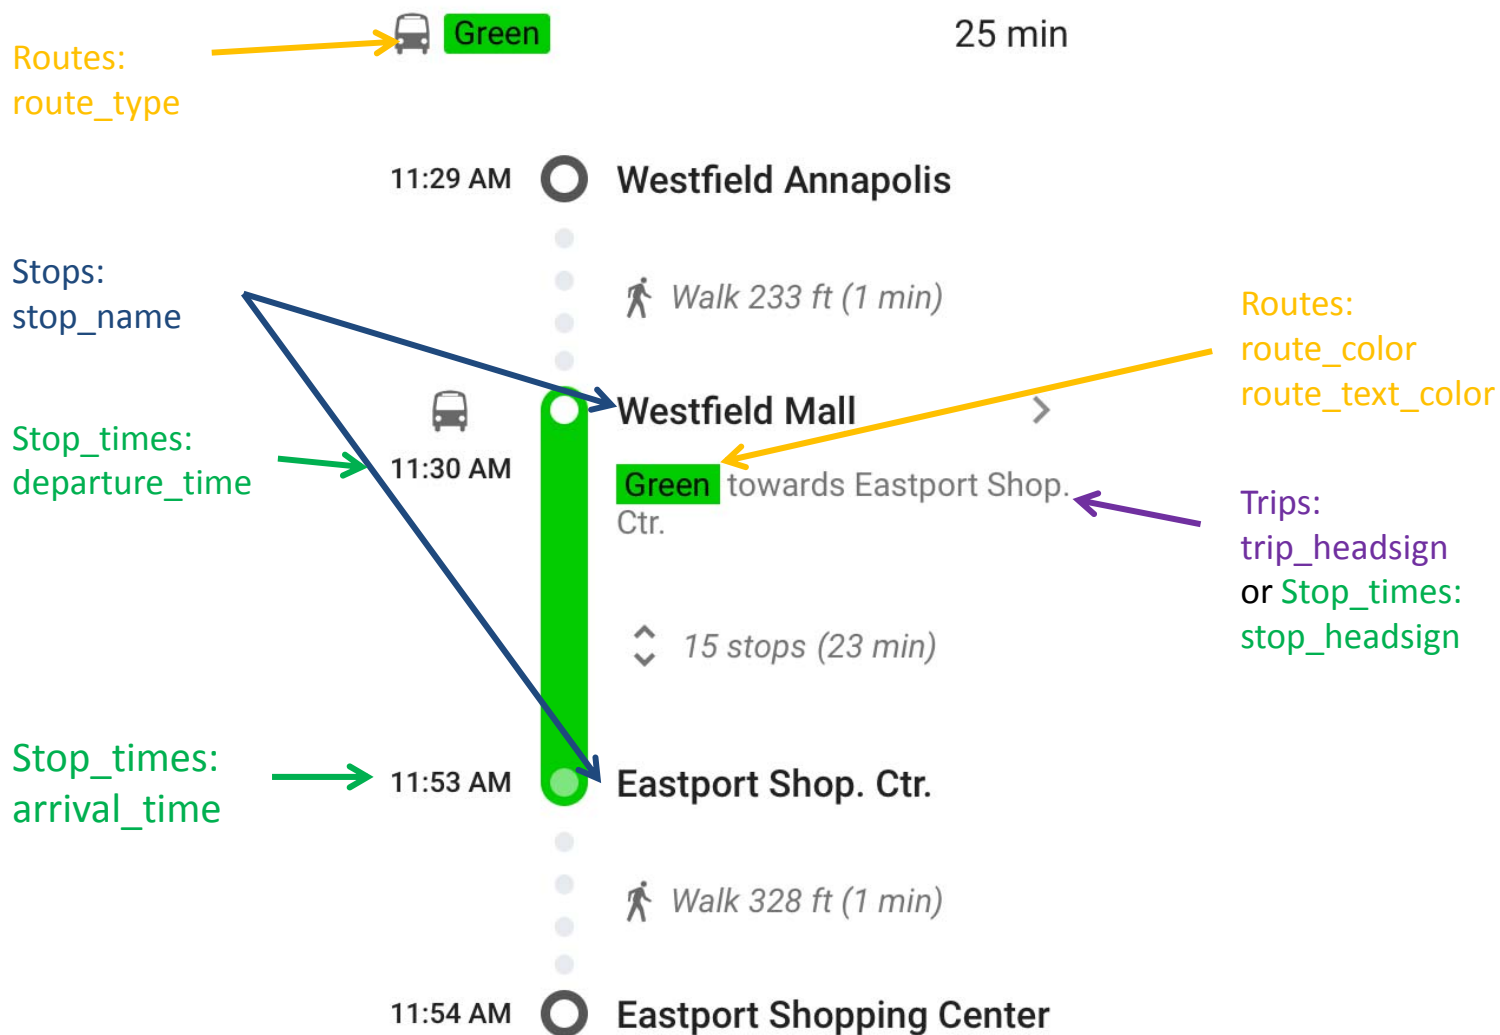 Green
25 min
Routes:
route_type
11:29 AM
Westfield Annapolis
Walk 233 ft (1 min)
Stops:
stop_name
Routes:
route_color
route_text_color
Westfield Mall
Stop_times:
departure_time
11:30 AM
Green towards Eastport Shop.
Ctr.
Trips:
trip_headsign
or Stop_times:
stop_headsign
15 stops (23 min)
Stop_times:
arrival_time
11:53 AM
Eastport Shop. Ctr.
Walk 328 ft (1 min)
11:54 AM
Eastport Shopping Center